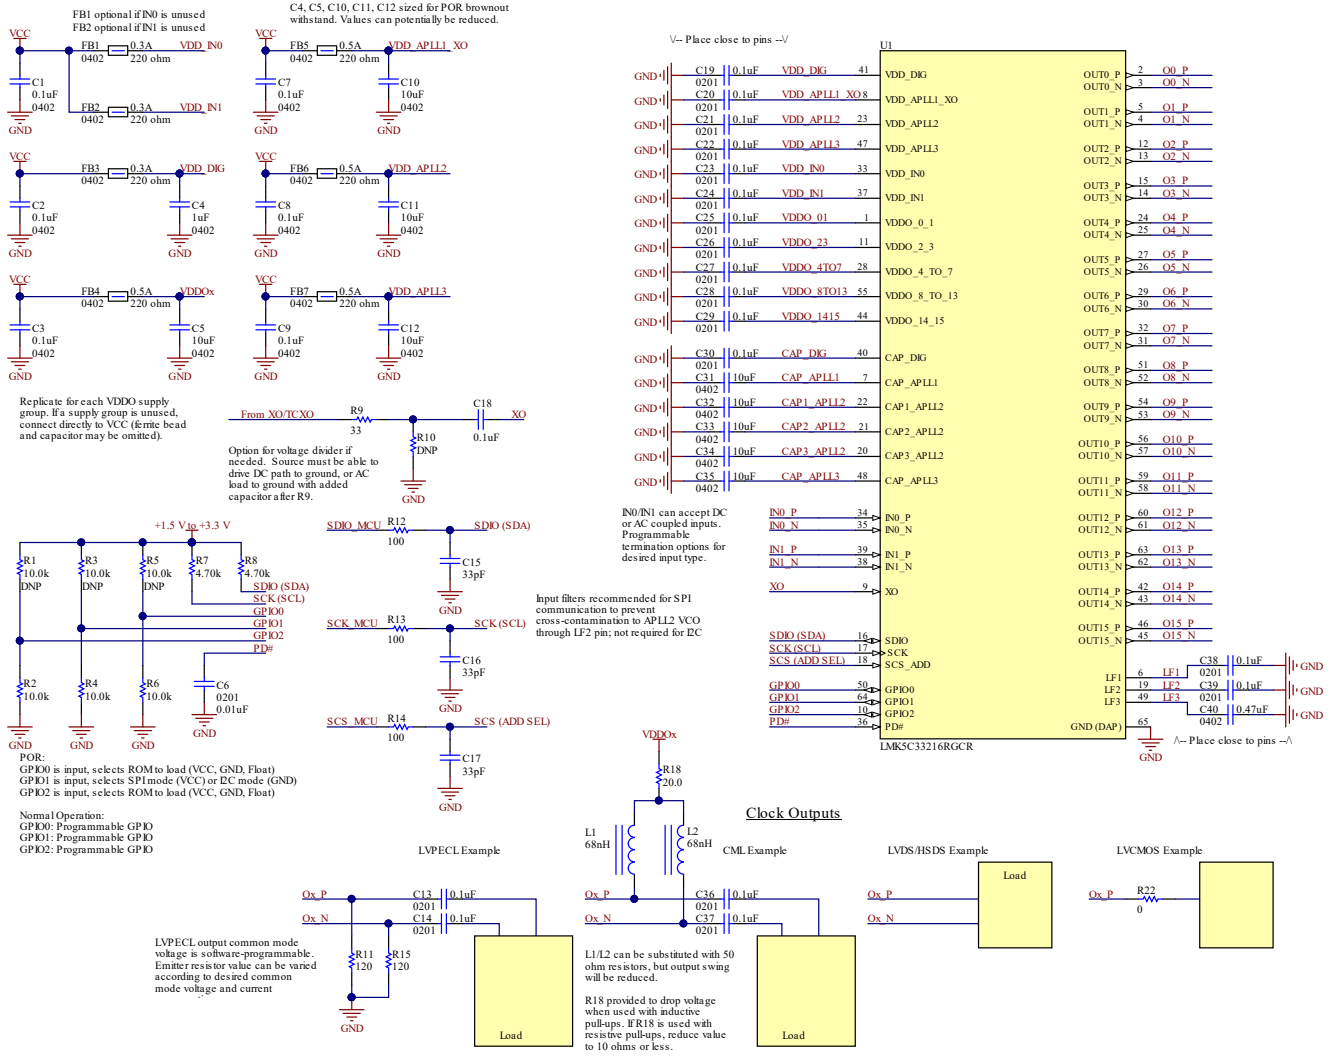 FB1 optional if IN0 is unused
FB2 optional if IN1 is unused
C4, C5, C10, C11, C12 sized for POR brownout
withstand. Values can potentially be reduced.
VCC
FB1 0.3A VDD_IN0
0402 220 ohm
C1
0.1uF
0402
GND
FB2 0.3A VDD_IN1
0402 220 ohm
VCC
FB5 0.5A VDD_APLL1_XO
0402 220 ohm
C7
0.1uF
0402
GND
C10
10uF
0402
GND
VCC
FB3 0.3A VDD_DIG
0402 220 ohm
C2
0.1uF
0402
GND
C4
1uF
0402
GND
VCC
FB6 0.5A VDD_APLL2
0402 220 ohm
C8
0.1uF
0402
GND
C11
10uF
0402
GND
VCC
FB4 0.5A VDDOx
0402 220 ohm
C3
0.1uF
0402
GND
C5
10uF
0402
GND
VCC
FB7 0.5A VDD_APLL3
0402 220 ohm
C9
0.1uF
0402
GND
C12
10uF
0402
GND
Replicate for each VDDO supply
group. If a supply group is unused,
connect directly to VCC (ferrite bead
and capacitor may be omitted).
From XO/TCXO
R9
33
R10
DNP
GND
C18
0.1uF
XO
Option for voltage divider if
needed. Source must be able to
drive DC path to ground, or AC
load to ground with added
capacitor after R9.
+1.5 V to +3.3 V
R1
10.0k
DNP
R3
10.0k
DNP
R5
10.0k
DNP
R7
4.70k
R8
4.70k
SDIO (SDA)
SCK (SCL)
GPIO0
GPIO1
GPIO2
PD#
R2
10.0k
R4
10.0k
R6
10.0k
C6
0201
0.01uF
GND
GND
GND
GND
POR:
GPIO0 is input, selects ROM to load (VCC, GND, Float)
GPIO1 is input, selects SPI mode (VCC) or I2C mode (GND)
GPIO2 is input, selects ROM to load (VCC, GND, Float)
Normal Operation:
GPIO0: Programmable GPIO
GPIO1: Programmable GPIO
GPIO2: Programmable GPIO
SDIO_MCU R12 SDIO (SDA)
100
C15
33pF
GND
SCK_MCU R13 SCK (SCL)
100
C16
33pF
GND
SCS_MCU R14 SCS (ADD SEL)
100
C17
33pF
GND
Input filters recommended for SPI
communication to prevent
cross-contamination to APLL2 VCO
through LF2 pin; not required for I2C
\/-- Place close to pins --\/
GND C19 0.1uF VDD_DIG 41
0201
GND C20 0.1uF VDD_APLL1_XO 8
0201
GND C21 0.1uF VDD_APLL2 23
0201
GND C22 0.1uF VDD_APLL3 47
0201
GND C23 0.1uF VDD_IN0 33
0201
GND C24 0.1uF VDD_IN1 37
0201
GND C25 0.1uF VDDO_01 1
0201
GND C26 0.1uF VDDO_23 11
0201
GND C27 0.1uF VDDO_4TO7 28
0201
GND C28 0.1uF VDDO_8TO13 55
0201
GND C29 0.1uF VDDO_1415 44
0201
GND C30 0.1uF CAP_DIG 40
0201
GND C31 10uF CAP_APLL1 7
0402
GND C32 10uF CAP1_APLL2 22
0402
GND C33 10uF CAP2_APLL2 21
0402
GND C34 10uF CAP3_APLL2 20
0402
GND C35 10uF CAP_APLL3 48
0402
IN0/IN1 can accept DC
or AC coupled inputs.
Programmable
termination options for
desired input type.
IN0_P 34
IN0_N 35
IN1_P 39
IN1_N 38
XO 9
SDIO (SDA) 16
SCK (SCL) 17
SCS (ADD SEL) 18
GPIO0 50
GPIO1 64
GPIO2 10
PD# 36
U1
VDD_DIG
VDD_APLL1_XO
VDD_APLL2
VDD_APLL3
VDD_IN0
VDD_IN1
VDDO_0_1
VDDO_2_3
VDDO_4_TO_7
VDDO_8_TO_13
VDDO_14_15
CAP_DIG
CAP_APLL1
CAP1_APLL2
CAP2_APLL2
CAP3_APLL2
CAP_APLL3
IN0_P
IN0_N
IN1_P
IN1_N
XO
SDIO
SCK
SCS_ADD
GPIO0
GPIO1
GPIO2
PD#
LMK5C33216RGCR
OUT0_P 2 O0_P
OUT0_N 3 O0_N
OUT1_P 5 O1_P
OUT1_N 4 O1_N
OUT2_P 12 O2_P
OUT2_N 13 O2_N
OUT3_P 15 O3_P
OUT3_N 14 O3_N
OUT4_P 24 O4_P
OUT4_N 25 O4_N
OUT5_P 27 O5_P
OUT5_N 26 O5_N
OUT6_P 29 O6_P
OUT6_N 30 O6_N
OUT7_P 32 O7_P
OUT7_N 31 O7_N
OUT8_P 51 O8_P
OUT8_N 52 O8_N
OUT9_P 54 O9_P
OUT9_N 53 O9_N
OUT10_P 56 O10_P
OUT10_N 57 O10_N
OUT11_P 59 O11_P
OUT11_N 58 O11_N
OUT12_P 60 O12_P
OUT12_N 61 O12_N
OUT13_P 63 O13_P
OUT13_N 62 O13_N
OUT14_P 42 O14_P
OUT14_N 43 O14_N
OUT15_P 46 O15_P
OUT15_N 45 O15_N
LF1 6 LF1 C38 0.1uF GND
0201
LF2 19 LF2 C39 0.1uF GND
0201
LF3 49 LF3 C40 0.47uF GND
0402
GND (DAP) 65
GND
/\-- Place close to pins --/\
Clock Outputs
LVPECL Example
Ox_P C13 0.1uF
0201
Ox_N C14 0.1uF
0201
R11
120
R15
120
GND
Load
LVPECL output common mode
voltage is software-programmable.
Emitter resistor value can be varied
according to desired common
mode voltage and current
VDDOx
R18
20.0
L1
68nH
L2
68nH
CML Example
Ox_P C36 0.1uF
0201
Ox_N C37 0.1uF
0201
Load
L1/L2 can be substituted with 50
ohm resistors, but output swing
will be reduced.
R18 provided to drop voltage
when used with inductive
pull-ups. If R18 is used with
resistive pull-ups, reduce value
to 10 ohms or less.
LVDS/HSDS Example
Ox_P
Ox_N
Load
LVCMOS Example
Ox_P R22
0